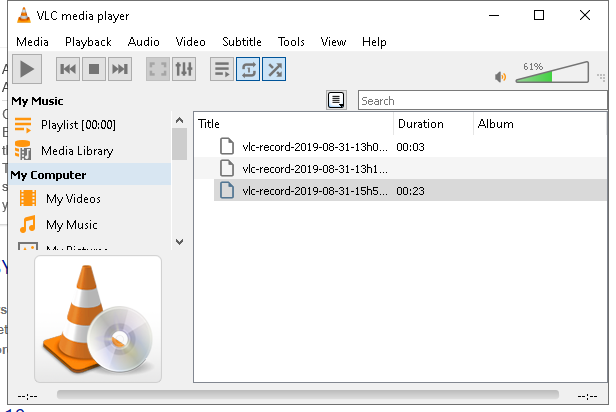 VLC media player
Media Playback Audio Video Subtitle Tools View Help
61%
Search
My Music
Playlist [00:00]
Media Library
My Computer
My Videos
My Music
My Pictures
Title Duration Album
vlc-record-2019-08-31-13h0... 00:03
vlc-record-2019-08-31-13h1...
vlc-record-2019-08-31-15h5... 00:23
--:-- --:--